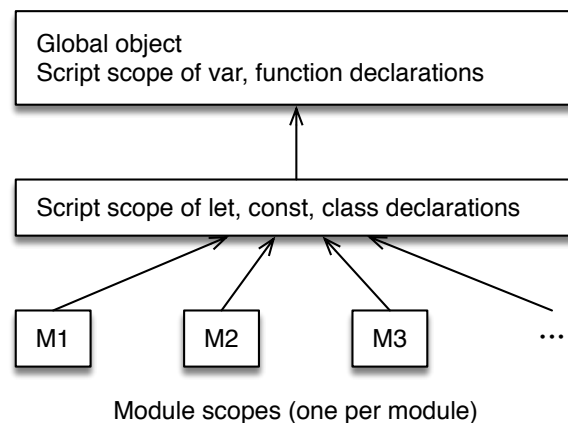 Global object
Script scope of var, function declarations
Script scope of let, const, class declarations
M1 M2 M3 ...
Module scopes (one per module)